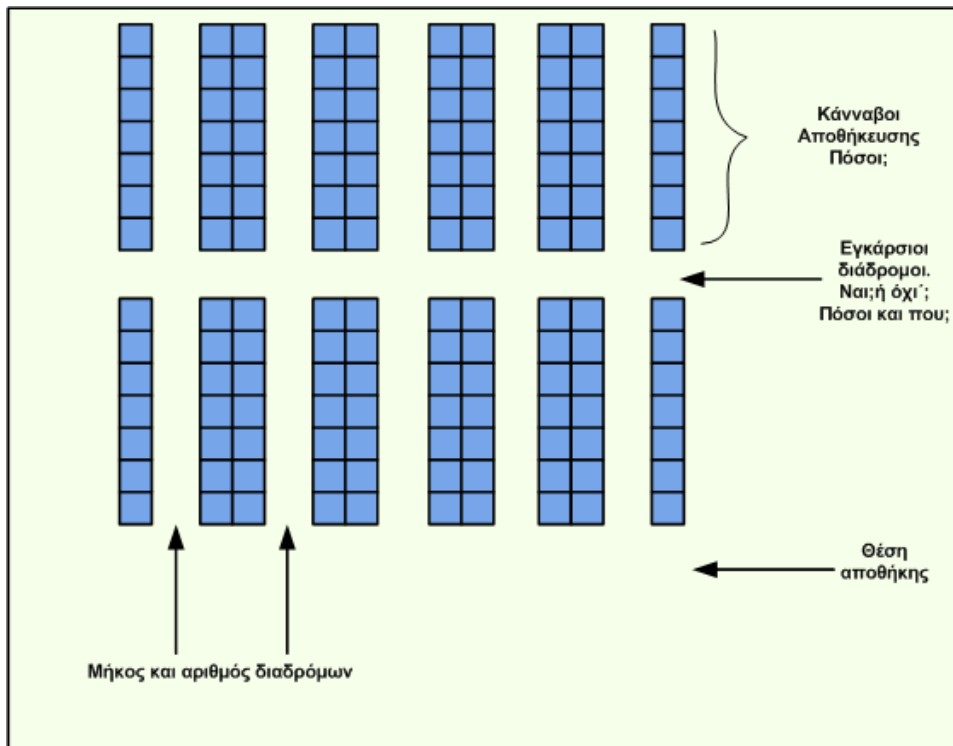 Κάνναβοι
Αποθήκευσης
Πόσοι;
Εγκάρσιοι
διάδρομοι.
Ναι;ή όχι΄;
Πόσοι και που;
Θέση
αποθήκης
Μήκος και αριθμός διαδρόμων